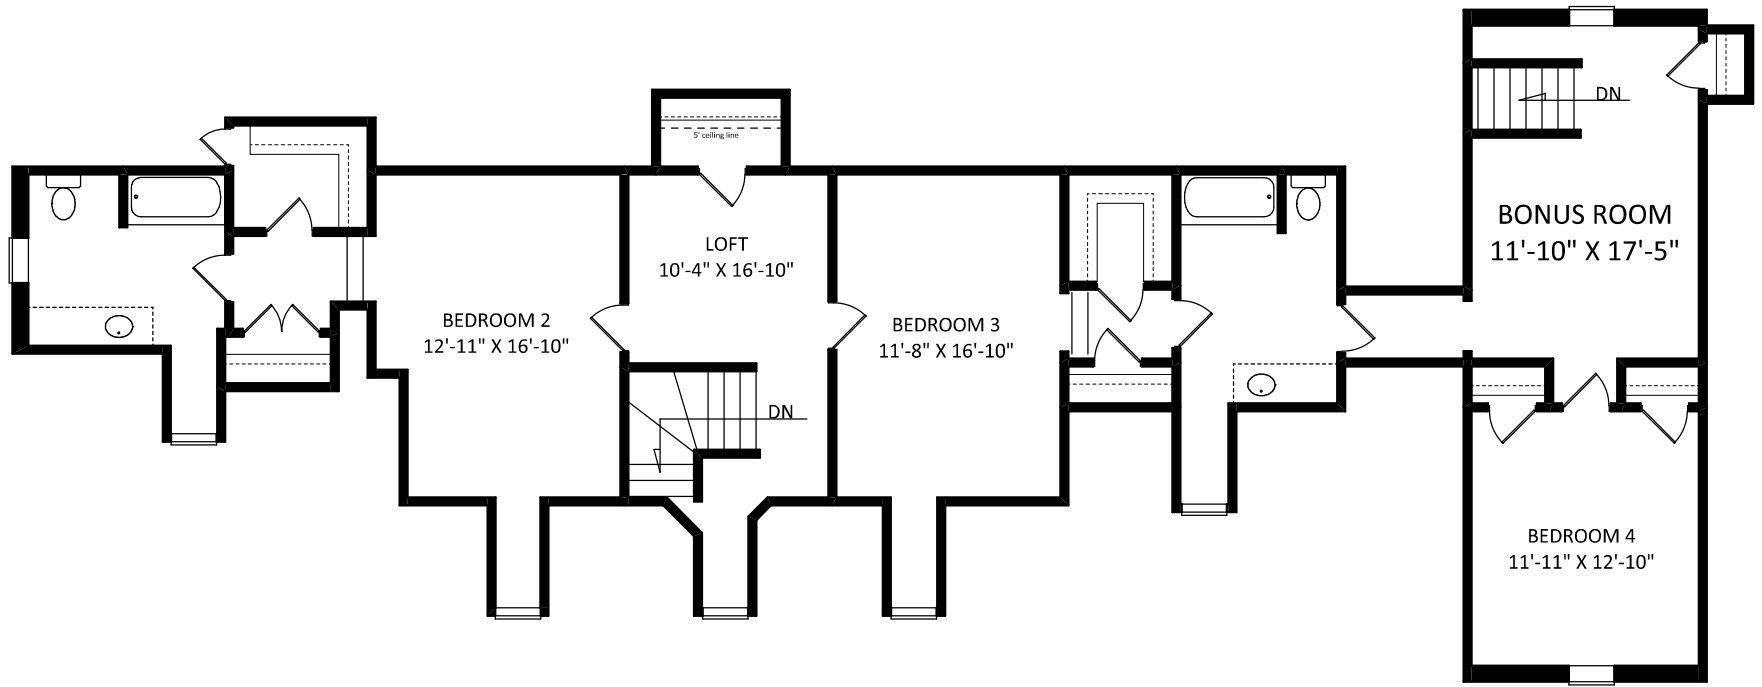 DN
5' ceiling line
BONUS ROOM
11'-10" X 17'-5"
LOFT
10'-4" X 16'-10"
BEDROOM 2
12'-11" X 16'-10"
BEDROOM 3
11'-8" X 16'-10"
DN
BEDROOM 4
11'-11" X 12'-10"